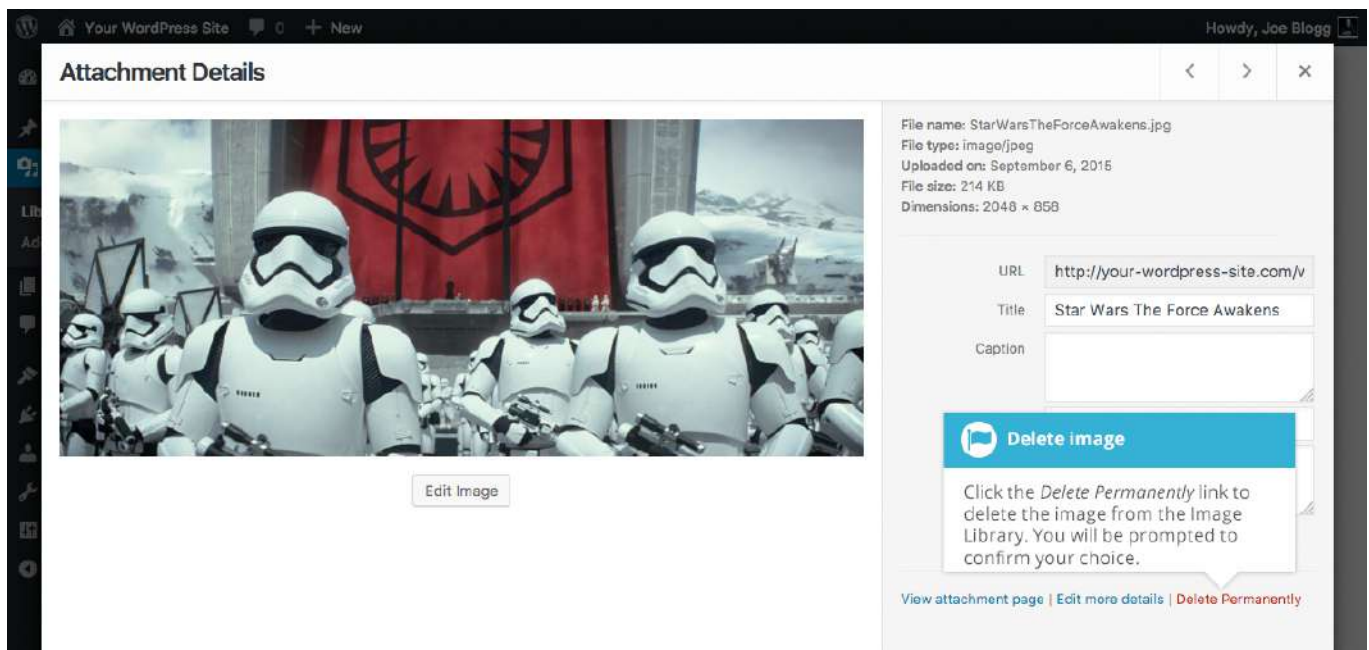 Your WordPress Site 0 + New Howdy, Joe Blogg
Attachment Details
File name: StarWarsTheForceAwakens.jpg
File type: image/jpeg
Uploaded on: September 6, 2015
File size: 214 KB
Dimensions: 2048 × 858
Lib
Ad
URL http://your-wordpress-site.com/v
Title Star Wars The Force Awakens
Caption
Delete image
Edit Image
Click the Delete Permanently link to
delete the image from the Image
Library. You will be prompted to
confirm your choice.
View attachment page | Edit more details | Delete Permanently